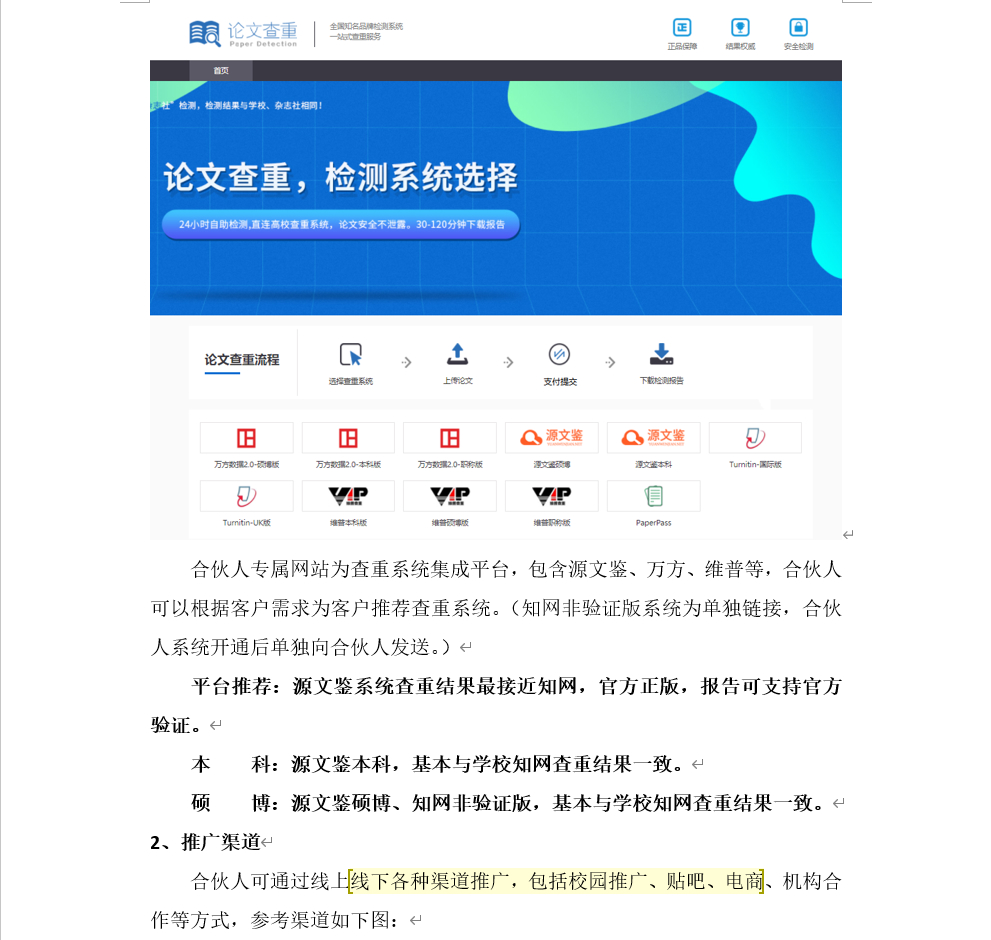 论文查重
Paper Detection
全国知名品牌检测系统
一站式查重服务
正品保障
结果权威
安全检测
首页
社”检测，检测结果与学校、杂志社相同！
论文查重，检测系统选择
24小时自助检测,直连高校查重系统，论文安全不泄露。30-120分钟下载报告
论文查重流程
选择查重系统
上传论文
支付提交
下载检测报告
源文鉴
源文鉴
万方数据2.0-硕博版
万方数据2.0-本科版
万方数据2.0-职称版
源文鉴硕博
源文鉴本科
Turnitin-国际版
VIP
VIP
VIP
Turnitin-UK版
维普本科版
维普硕博版
维普职称版
PaperPass
合伙人专属网站为查重系统集成平台，包含源文鉴、万方、维普等，合伙人
可以根据客户需求为客户推荐查重系统。（知网非验证版系统为单独链接，合伙
人系统开通后单独向合伙人发送。）
平台推荐：源文鉴系统查重结果最接近知网，官方正版，报告可支持官方
验证。
本　　科：源文鉴本科，基本与学校知网查重结果一致。
硕　　博：源文鉴硕博、知网非验证版，基本与学校知网查重结果一致。
2、推广渠道
合伙人可通过线上线下各种渠道推广，包括校园推广、贴吧、电商、机构合
作等方式，参考渠道如下图：